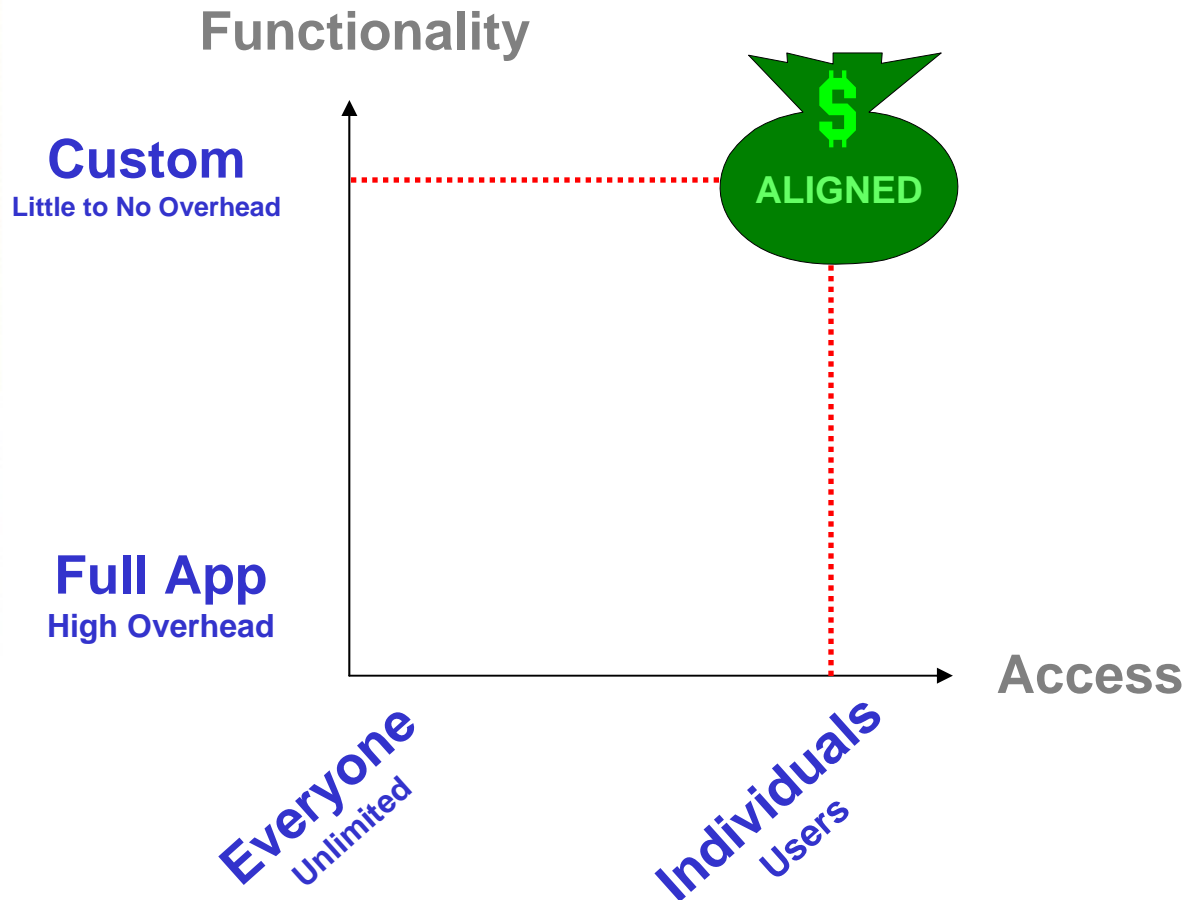 Functionality
$
Custom
Little to No Overhead
ALIGNED
Full App
High Overhead
Access
Everyone
Unlimited
Individuals
Users